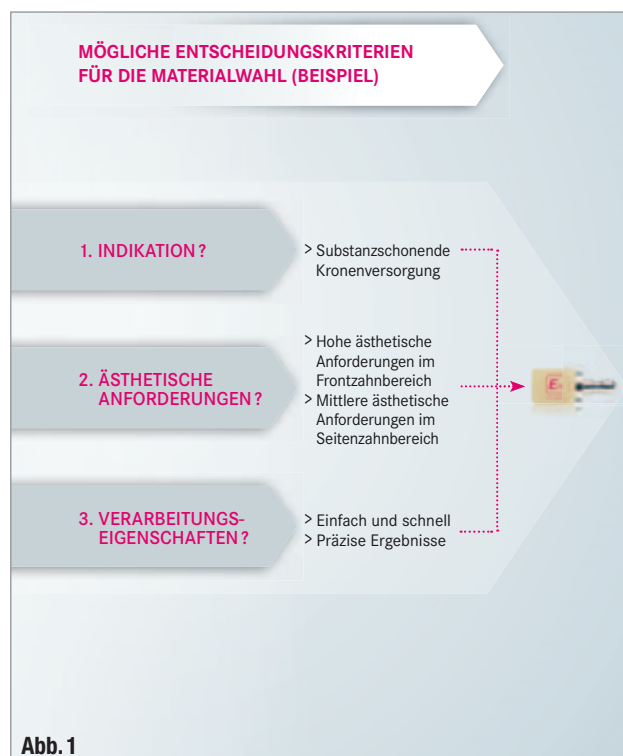 MÖGLICHE ENTSCHEIDUNGSKRITERIEN
FÜR DIE MATERIALWAHL (BEISPIEL)
1. INDIKATION?
> Substanzschonende
Kronenversorgung
2. ÄSTHETISCHE
ANFORDERUNGEN?
> Hohe ästhetische
Anforderungen im
Frontzahnbereich
> Mittlere ästhetische
Anforderungen im
Seitenzahnbereich
3. VERARBEITUNGS-
EIGENSCHAFTEN?
> Einfach und schnell
> Präzise Ergebnisse
Abb. 1